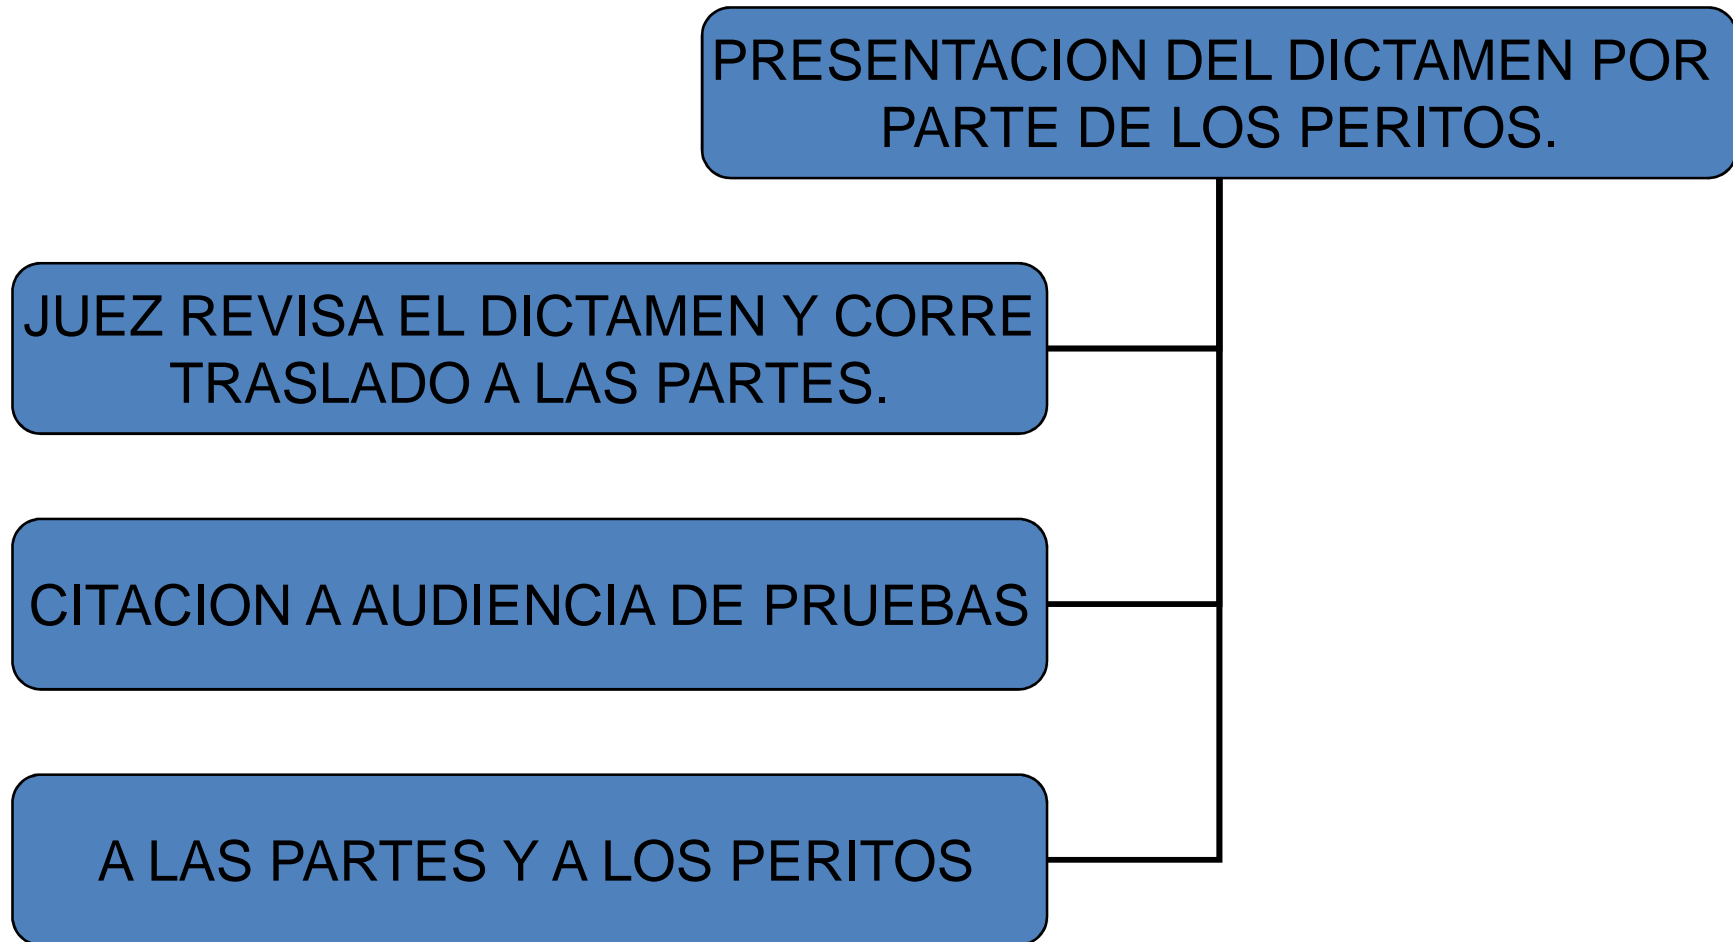 PRESENTACION DEL DICTAMEN POR
PARTE DE LOS PERITOS.
JUEZ REVISA EL DICTAMEN Y CORRE
TRASLADO A LAS PARTES.
CITACION A AUDIENCIA DE PRUEBAS
A LAS PARTES Y A LOS PERITOS